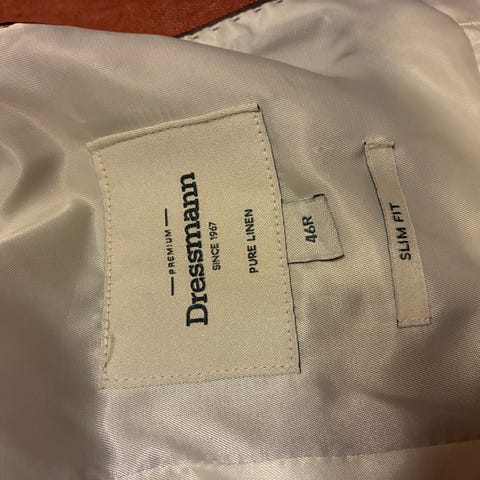 PREMIUM
Dressmann
SINCE 1967
PURE LINEN
46R
SLIM FIT